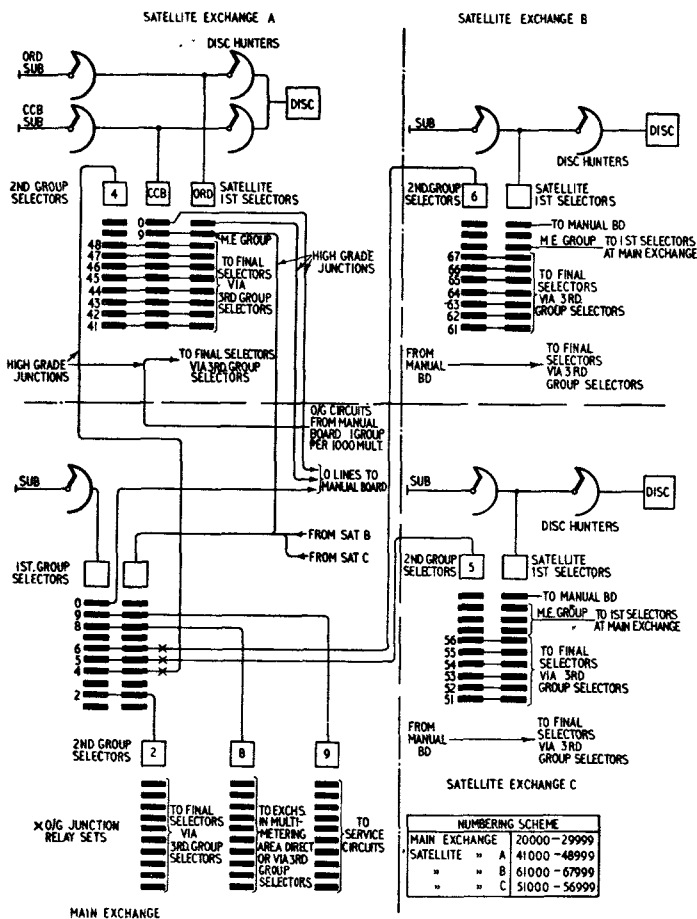 SATELLITE EXCHANGE A
DISC HUNTERS
ORD
SUB
DISC
CCB
SUB
2ND GROUP
SELECTORS
4
CCB
ORD
SATELLITE
1ST SELECTORS
0
9
M.E GROUP
48
47
46
45
44
43
42
41
TO FINAL
SELECTORS
VIA
3RD GROUP
SELECTORS
HIGH GRADE
JUNCTIONS
HIGH GRADE
JUNCTIONS
TO FINAL SELECTORS
VIA 3RD GROUP
SELECTORS
O/G CIRCUITS
FROM MANUAL
BOARD 1 GROUP
PER 1000 MULT.
SATELLITE EXCHANGE B
SUB
DISC
DISC HUNTERS
2ND.GROUP
SELECTORS
6
SATELLITE
1ST SELECTORS
TO MANUAL BD
M.E. GROUP
TO 1ST SELECTORS
AT MAIN EXCHANGE
67
66
65
64
63
62
61
TO FINAL
SELECTORS
VIA 3RD.
GROUP SELECTORS
FROM
MANUAL
BD
TO FINAL
SELECTORS
VIA 3RD
GROUP SELECTORS
SUB
0 LINES TO
MANUAL BOARD
FROM SAT B
FROM SAT C
1ST. GROUP
SELECTORS
0
9
8
6
5
4
2
2ND GROUP
SELECTORS
2
8
9
X O/G JUNCTION
RELAY SETS
TO FINAL
SELECTORS
VIA
3RD.GROUP
SELECTORS
TO EXCHS.
IN MULTI-
METERING
AREA DIRECT
OR VIA 3RD
GROUP
SELECTORS
TO
SERVICE
CIRCUITS
MAIN EXCHANGE
SUB
DISC
DISC HUNTERS
2ND GROUP
SELECTORS
5
SATELLITE
1ST SELECTORS
TO MANUAL BD
M.E. GROUP
TO 1ST SELECTORS
AT MAIN EXCHANGE
56
55
54
53
52
51
TO FINAL
SELECTORS
VIA 3RD
GROUP SELECTORS
FROM
MANUAL
BD
TO FINAL
SELECTORS
VIA 3RD
GROUP SELECTORS
SATELLITE EXCHANGE C
NUMBERING SCHEME
MAIN EXCHANGE 20000-29999
SATELLITE " A 41000-48999
" " B 61000-67999
" " C 51000-56999